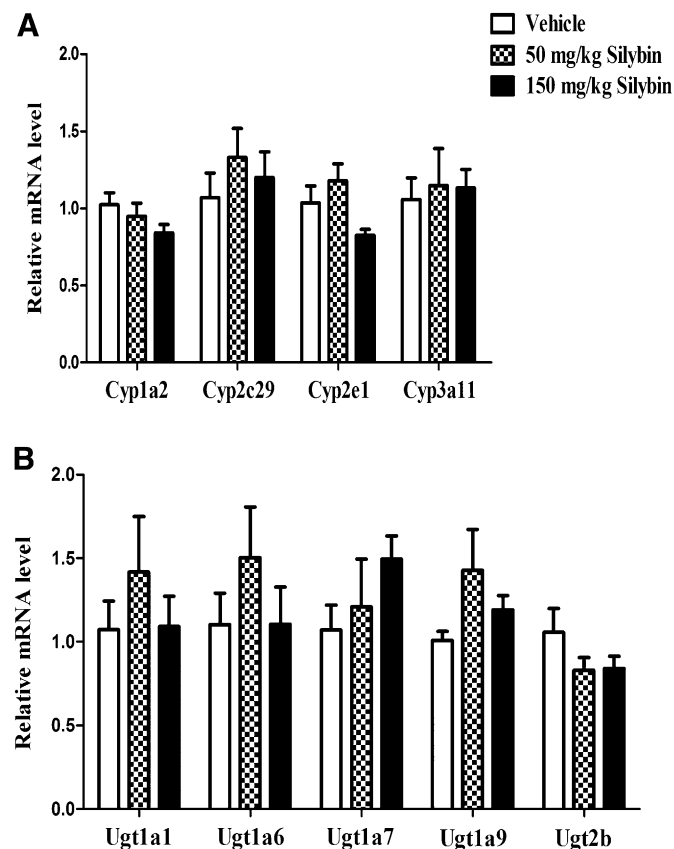 A
Vehicle
50 mg/kg Silybin
150 mg/kg Silybin
Relative mRNA level
2.0
1.5
1.0
0.5
0.0
Cyp1a2 Cyp2c29 Cyp2e1 Cyp3a11
B
Relative mRNA level
2.0
1.5
1.0
0.5
0.0
Ugt1a1 Ugt1a6 Ugt1a7 Ugt1a9 Ugt2b